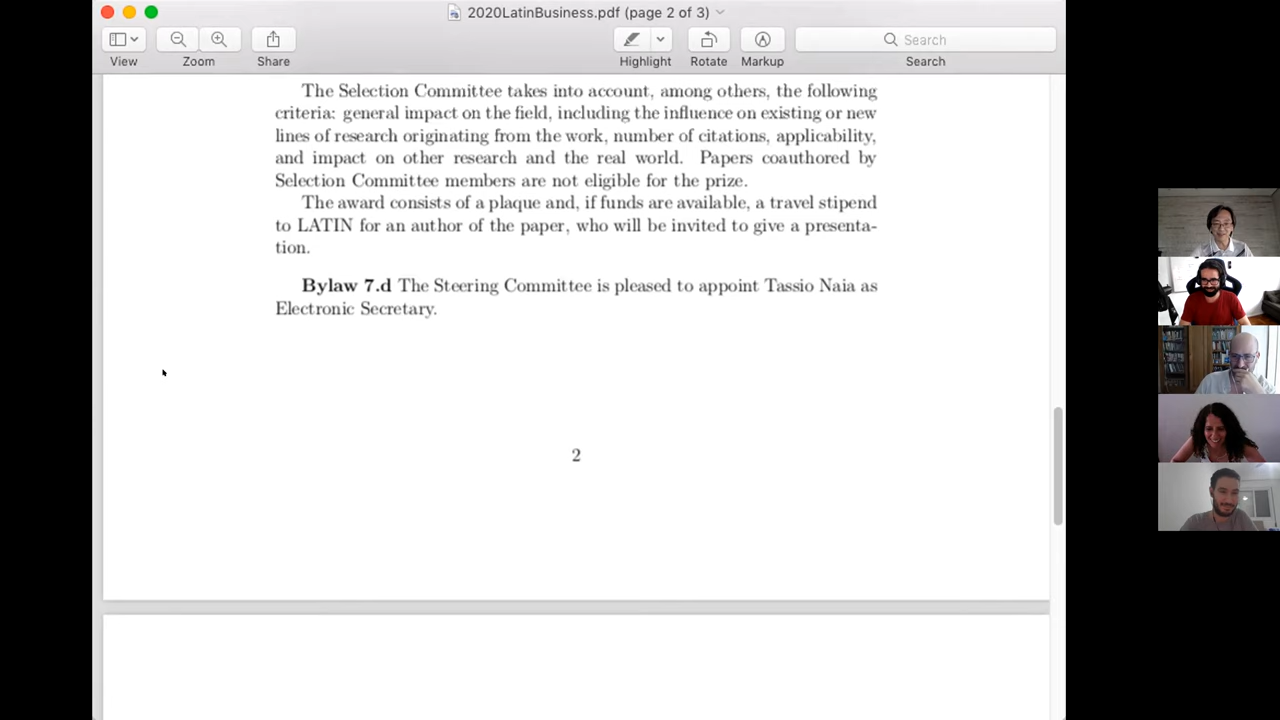 2020LatinBusiness.pdf (page 2 of 3)
View
Zoom
Share
Highlight
Rotate
Markup
Search
Search
The Selection Committee takes into account, among others, the following
criteria: general impact on the field, including the influence on existing or new
lines of research originating from the work, number of citations, applicability,
and impact on other research and the real world. Papers coauthored by
Selection Committee members are not eligible for the prize.
The award consists of a plaque and, if funds are available, a travel stipend
to LATIN for an author of the paper, who will be invited to give a presenta-
tion.
Bylaw 7.d The Steering Committee is pleased to appoint Tassio Naia as
Electronic Secretary.
2